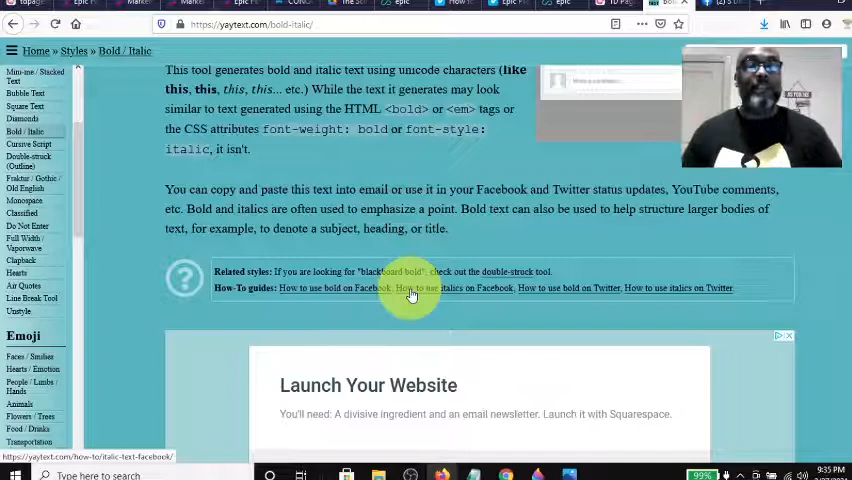 Market
Market
epic
https://yaytext.com/bold-italic/
Home » Styles » Bold / Italic
Mini-me / Stacked
Text
Bubble Text
Square Text
Diamonds
Bold / Italic
Cursive Script
Double-struck
(Outline)
Fraktur / Gothic /
Old English
Monospace
Classified
Do Not Enter
Full Width /
Vaporwave
Clapback
Hearts
Air Quotes
Line Break Tool
Unstyle
Emoji
Faces / Smilies
Hearts / Emotion
People / Limbs /
Hands
Animals
Flowers / Trees
Food / Drinks
Transportation
This tool generates bold and italic text using unicode characters (like
this, this, this, this... etc.) While the text it generates may look
similar to text generated using the HTML <bold> or <em> tags or
the CSS attributes font-weight: bold or font-style:
italic, it isn't.
You can copy and paste this text into email or use it in your Facebook and Twitter status updates, YouTube comments,
etc. Bold and italics are often used to emphasize a point. Bold text can also be used to help structure larger bodies of
text, for example, to denote a subject, heading, or title.
Related styles: If you are looking for "blackboard bold", check out the double-struck tool.
How-To guides: How to use bold on Facebook, How to use italics on Facebook, How to use bold on Twitter, How to use italics on Twitter.
Launch Your Website
You'll need: A divisive ingredient and an email newsletter. Launch it with Squarespace.
https://yaytext.com/how-to/italic-text-facebook/
Type here to search
99%
9:35 PM